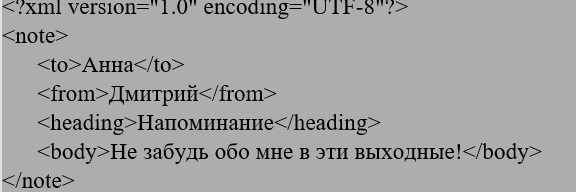 <?xml version="1.0" encoding="UTF-8"?>
<note>
<to>Анна</to>
<from>Дмитрий</from>
<heading>Напоминание</heading>
<body>Не забудь обо мне в эти выходные!</body>
</note>